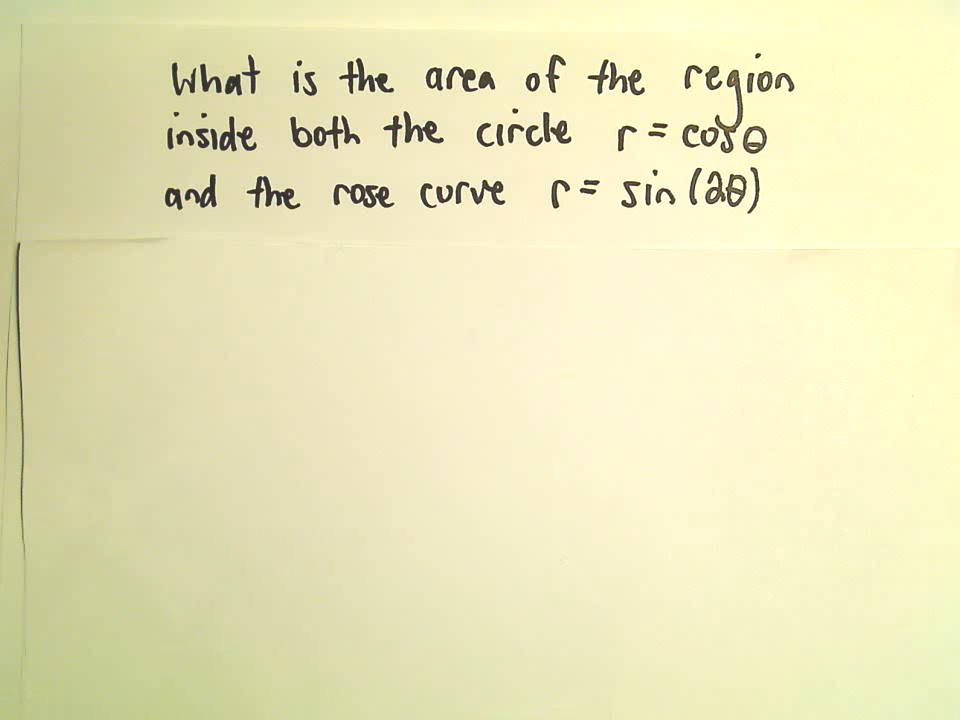 What is the area of the region
inside both the circle r = cosθ
and the rose curve r = sin(2θ)